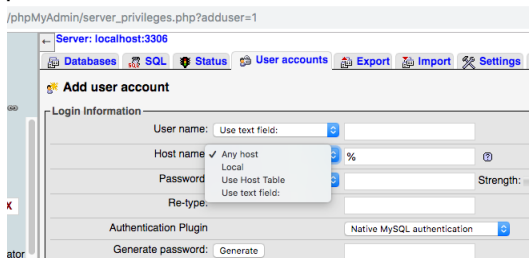 /phpMyAdmin/server_privileges.php?adduser=1
← Server: localhost:3306
Databases SQL Status User accounts Export Import Settings
Add user account
Login Information
User name: Use text field:
Host name ✓ Any host %
Local
Use Host Table
Use text field:
Password Strength:
Re-type:
X
Authentication Plugin Native MySQL authentication
ator Generate password: Generate